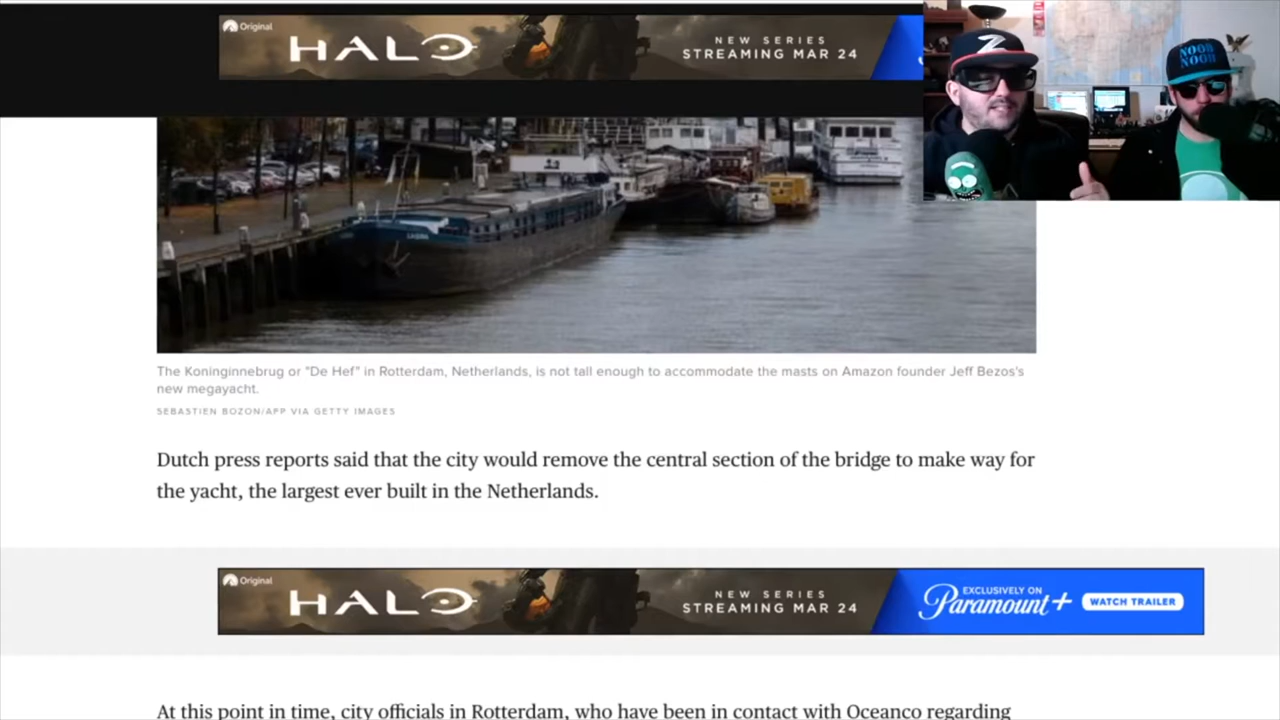 Original
HALO
NEW SERIES
STREAMING MAR 24
Z
NOOB
NOOB
The Koninginnebrug or "De Hef" in Rotterdam, Netherlands, is not tall enough to accommodate the masts on Amazon founder Jeff Bezos's
new megayacht.
SEBASTIEN BOZON/AFP VIA GETTY IMAGES
Dutch press reports said that the city would remove the central section of the bridge to make way for
the yacht, the largest ever built in the Netherlands.
Original
HALO
NEW SERIES
STREAMING MAR 24
EXCLUSIVELY ON
Paramount+
WATCH TRAILER
At this point in time, city officials in Rotterdam, who have been in contact with Oceanco regarding